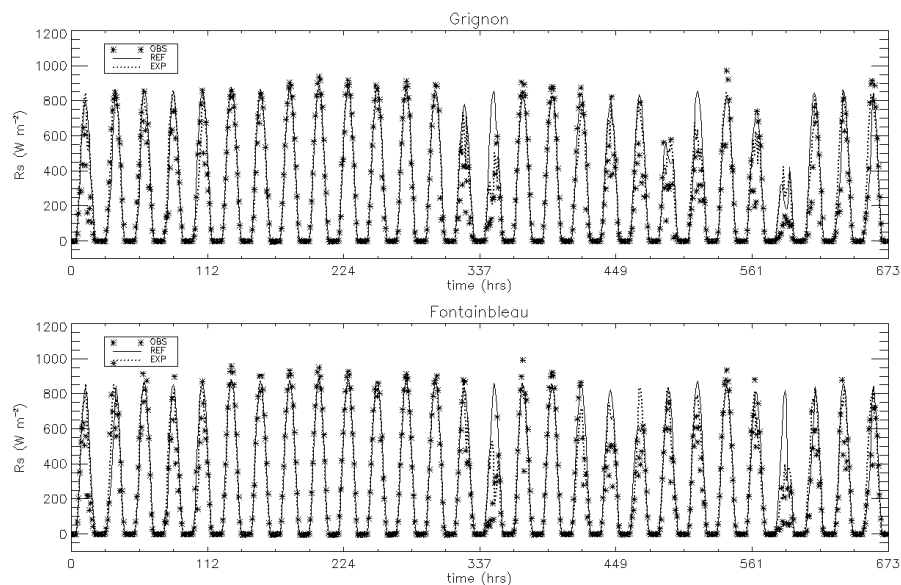 Grignon
1200
1000
800
600
400
200
0
Rs (W m⁻²)
OBS
REF
EXP
0 112 224 337 449 561 673
time (hrs)
Fontainbleau
1200
1000
800
600
400
200
0
Rs (W m⁻²)
OBS
REF
EXP
0 112 224 337 449 561 673
time (hrs)